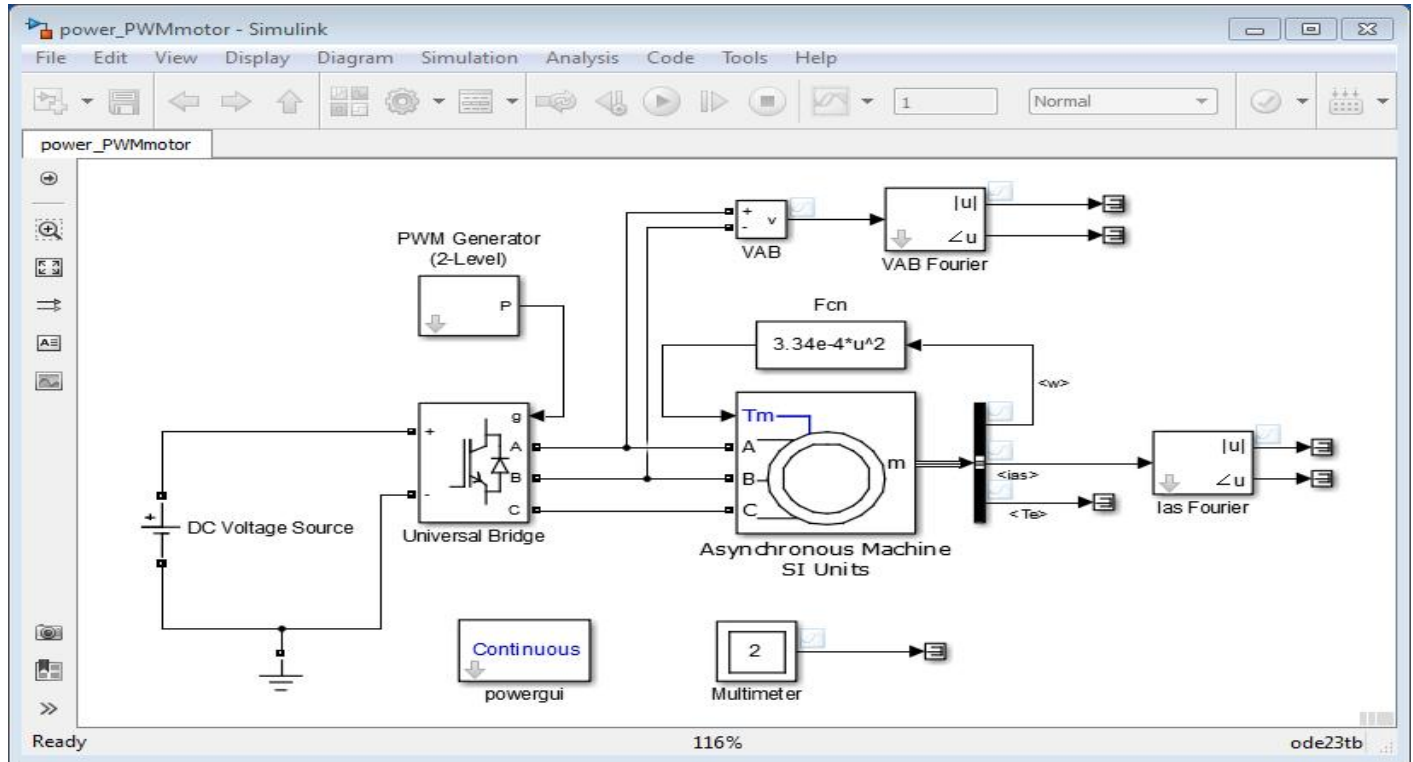 power_PWMmotor - Simulink
File Edit View Display Diagram Simulation Analysis Code Tools Help
1 Normal
power_PWMmotor
PWM Generator
(2-Level)
P
+ v
-
VAB
|u|
∠u
VAB Fourier
Fcn
3.34e-4*u^2
<w>
g
+ A
B
- C
Universal Bridge
Tm
A
B
C
m
Asynchronous Machine
SI Units
<ias>
<Te>
|u|
∠u
Ias Fourier
+
DC Voltage Source
Continuous
powergui
2
Multimeter
Ready 116% ode23tb